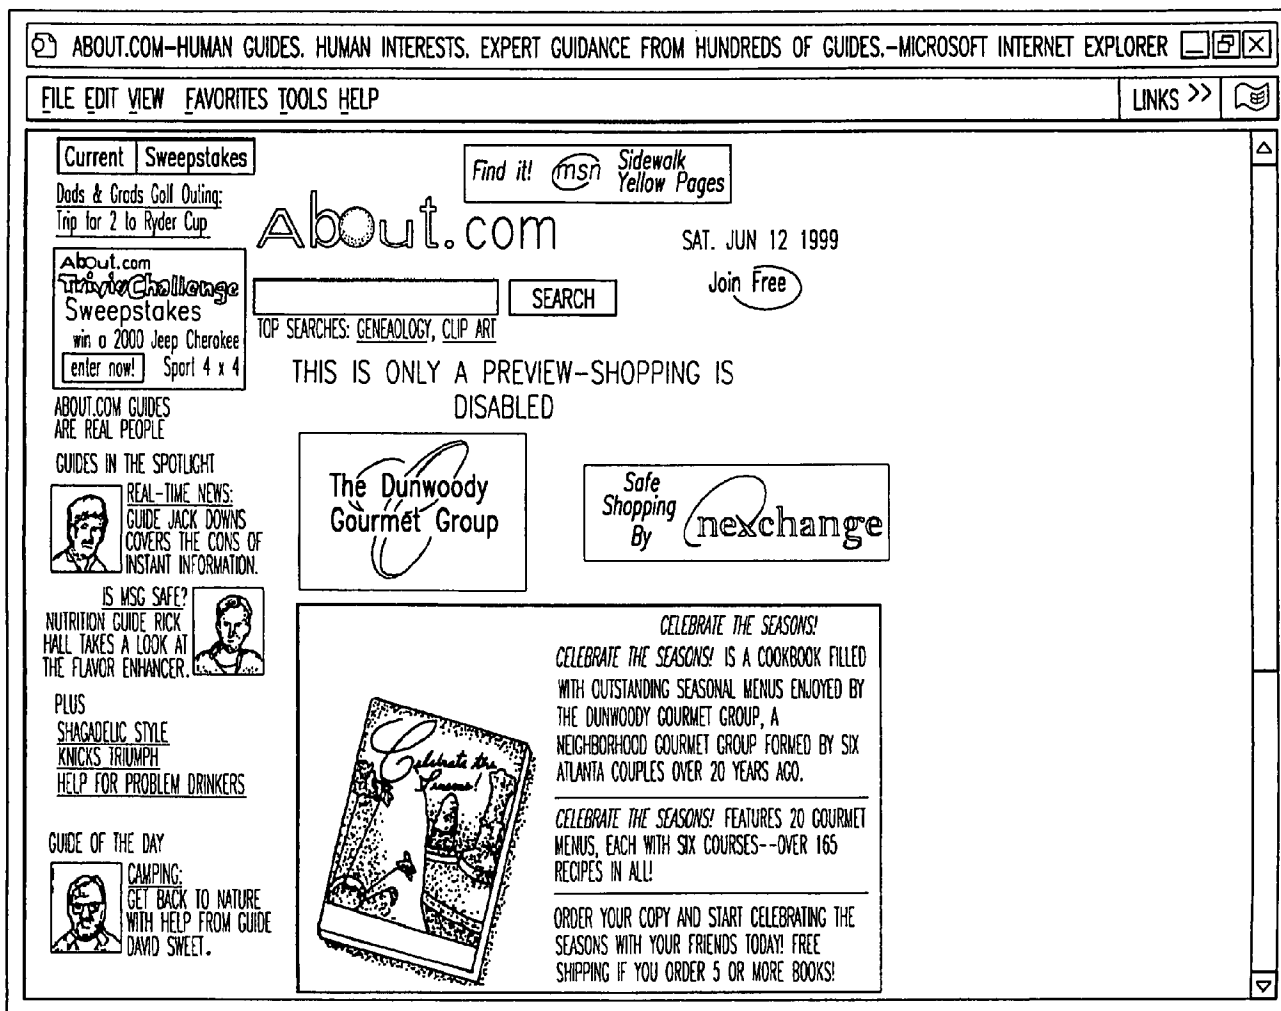 ABOUT.COM–HUMAN GUIDES. HUMAN INTERESTS. EXPERT GUIDANCE FROM HUNDREDS OF GUIDES.–MICROSOFT INTERNET EXPLORER
FILE EDIT VIEW FAVORITES TOOLS HELP
LINKS >>
Current Sweepstakes
Dads & Grads Golf Outing:
Trip for 2 to Ryder Cup
Find it! msn Sidewalk
Yellow Pages
About.com
SAT. JUN 12 1999
Join Free
SEARCH
TOP SEARCHES: GENEAOLOGY, CLIP ART
About.com
Trivia Challenge
Sweepstakes
win a 2000 Jeep Cherokee
enter now! Sport 4 x 4
THIS IS ONLY A PREVIEW–SHOPPING IS
DISABLED
ABOUT.COM GUIDES
ARE REAL PEOPLE
GUIDES IN THE SPOTLIGHT
REAL–TIME NEWS:
GUIDE JACK DOWNS
COVERS THE CONS OF
INSTANT INFORMATION.
IS MSG SAFE?
NUTRITION GUIDE RICK
HALL TAKES A LOOK AT
THE FLAVOR ENHANCER.
PLUS
SHAGADELIC STYLE
KNICKS TRIUMPH
HELP FOR PROBLEM DRINKERS
GUIDE OF THE DAY
CAMPING:
GET BACK TO NATURE
WITH HELP FROM GUIDE
DAVID SWEET.
The Dunwoody
Gourmet Group
Safe
Shopping
By
nexchange
Celebrate the
Seasons!
CELEBRATE THE SEASONS!
CELEBRATE THE SEASONS! IS A COOKBOOK FILLED
WITH OUTSTANDING SEASONAL MENUS ENJOYED BY
THE DUNWOODY GOURMET GROUP, A
NEIGHBORHOOD GOURMET GROUP FORMED BY SIX
ATLANTA COUPLES OVER 20 YEARS AGO.
CELEBRATE THE SEASONS! FEATURES 20 GOURMET
MENUS, EACH WITH SIX COURSES--OVER 165
RECIPES IN ALL!
ORDER YOUR COPY AND START CELEBRATING THE
SEASONS WITH YOUR FRIENDS TODAY! FREE
SHIPPING IF YOU ORDER 5 OR MORE BOOKS!